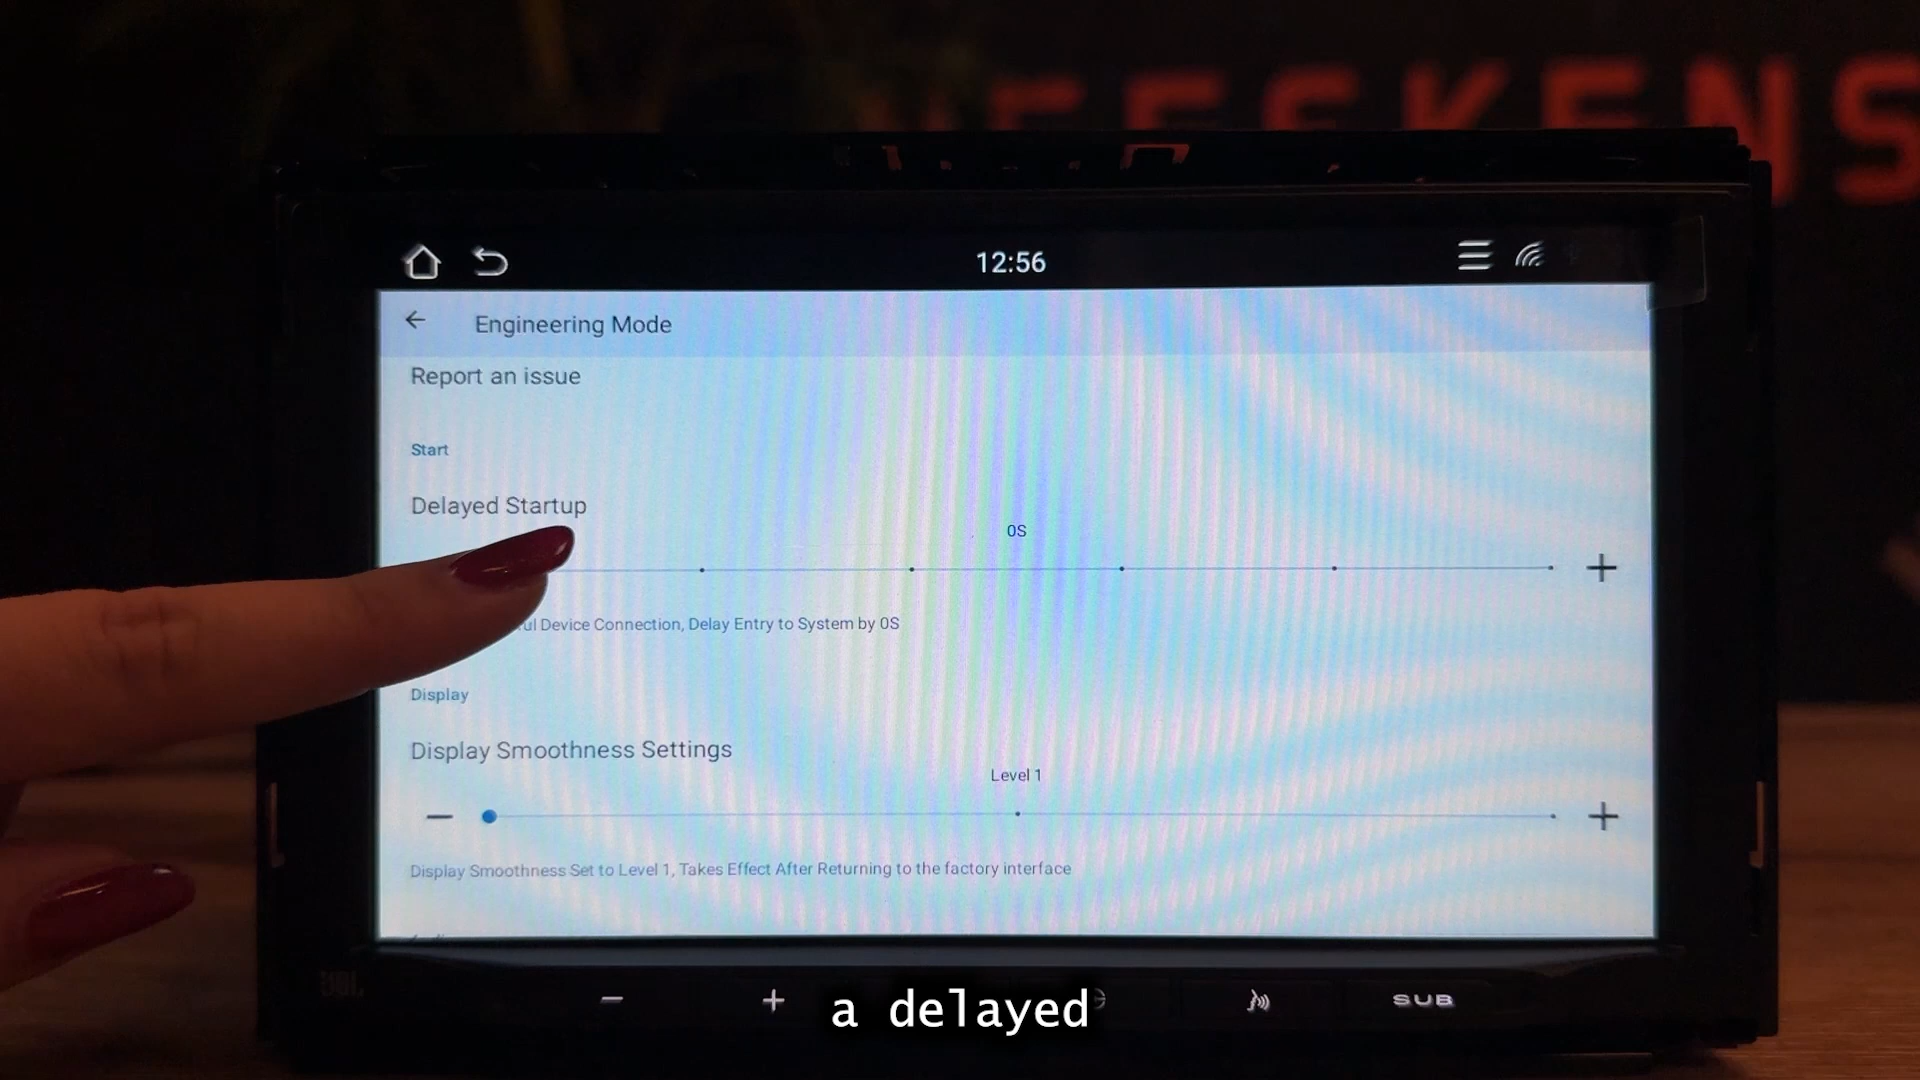 EESKENS
12:56
Engineering Mode
Report an issue
Start
Delayed Startup
0S
Device Connection, Delay Entry to System by 0S
Display
Display Smoothness Settings
Level 1
Display Smoothness Set to Level 1, Takes Effect After Returning to the factory interface
JBL
SUB
a delayed